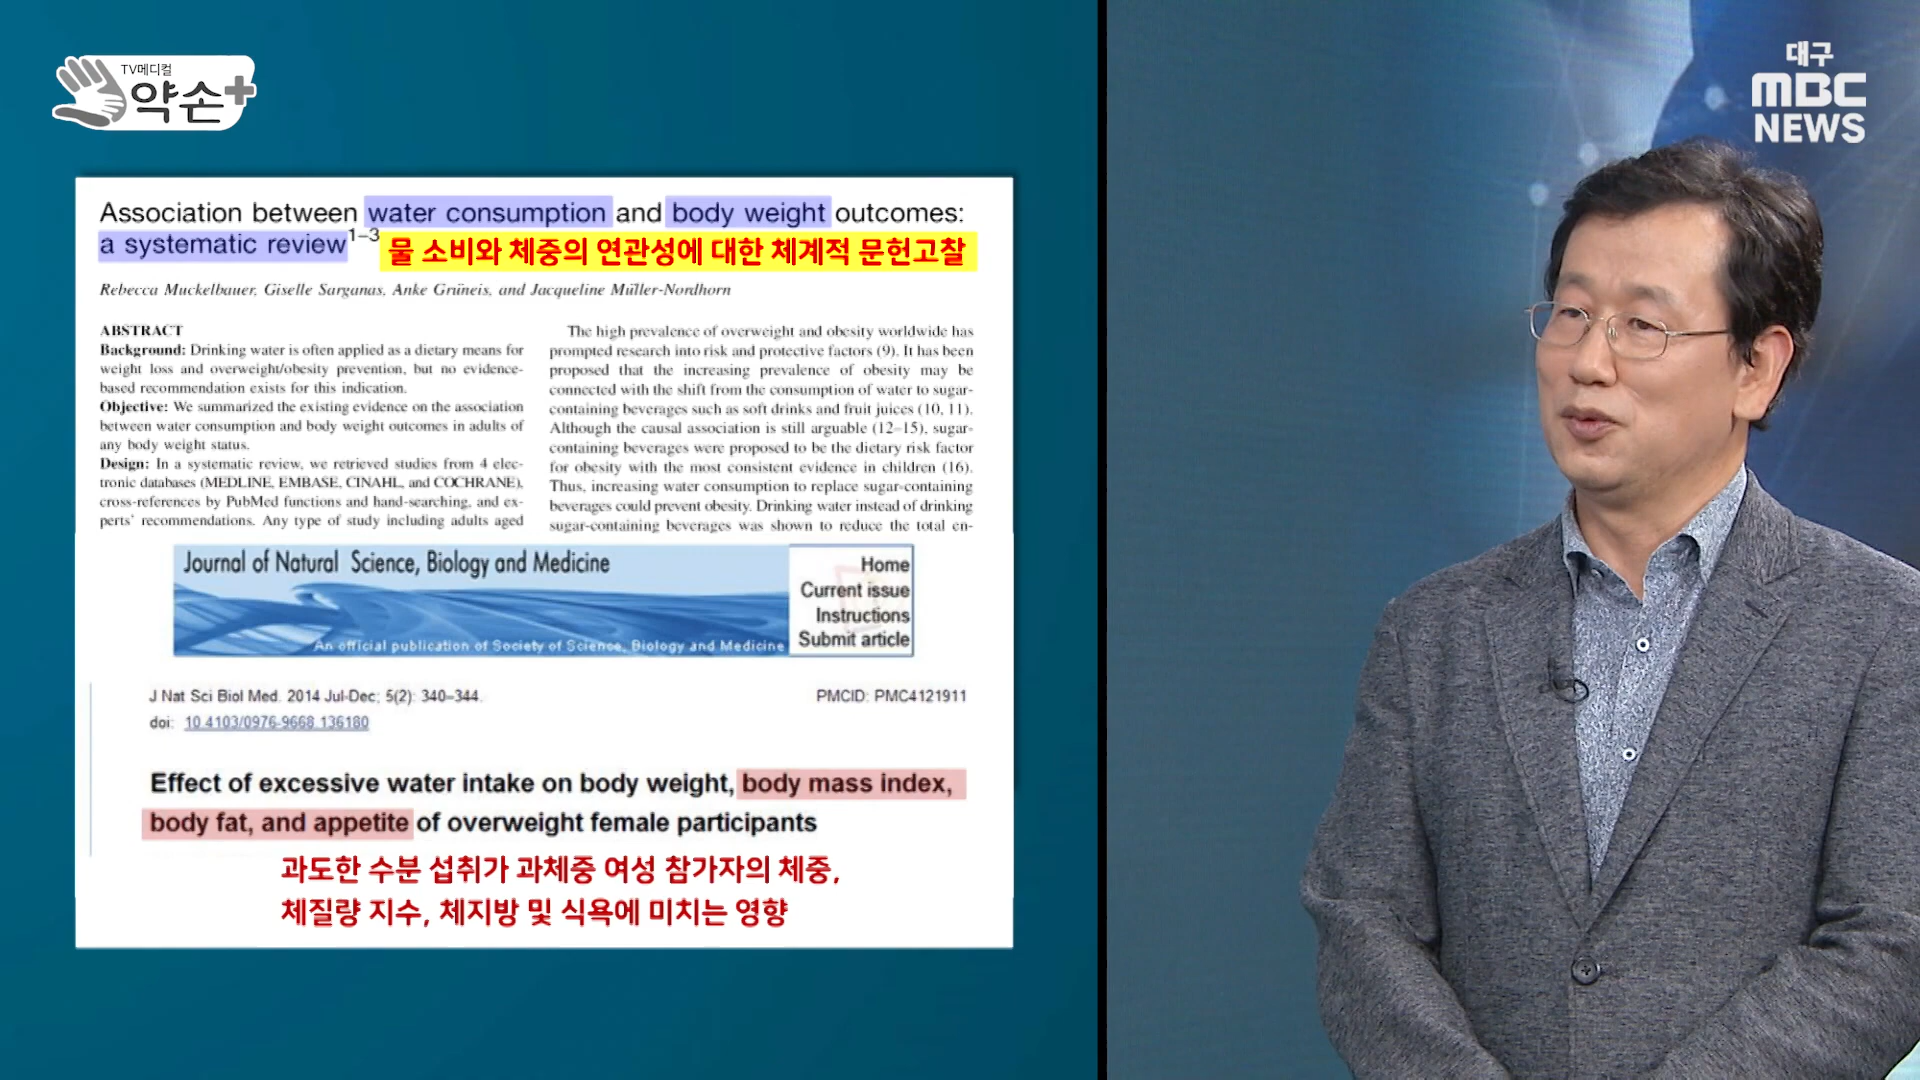 TV메디컬
약손+
대구
MBC
NEWS
Association between water consumption and body weight outcomes:
a systematic review1–3
물 소비와 체중의 연관성에 대한 체계적 문헌고찰
Rebecca Muckelbauer, Giselle Sarganas, Anke Grüneis, and Jacqueline Müller-Nordhorn
ABSTRACT
Background: Drinking water is often applied as a dietary means for
weight loss and overweight/obesity prevention, but no evidence-
based recommendation exists for this indication.
Objective: We summarized the existing evidence on the association
between water consumption and body weight outcomes in adults of
any body weight status.
Design: In a systematic review, we retrieved studies from 4 elec-
tronic databases (MEDLINE, EMBASE, CINAHL, and COCHRANE),
cross-references by PubMed functions and hand-searching, and ex-
perts' recommendations. Any type of study including adults aged
The high prevalence of overweight and obesity worldwide has
prompted research into risk and protective factors (9). It has been
proposed that the increasing prevalence of obesity may be
connected with the shift from the consumption of water to sugar-
containing beverages such as soft drinks and fruit juices (10, 11).
Although the causal association is still arguable (12–15), sugar-
containing beverages were proposed to be the dietary risk factor
for obesity with the most consistent evidence in children (16).
Thus, increasing water consumption to replace sugar-containing
beverages could prevent obesity. Drinking water instead of drinking
sugar-containing beverages was shown to reduce the total en-
Journal of Natural Science, Biology and Medicine
An official publication of Society of Science, Biology and Medicine
Home
Current issue
Instructions
Submit article
J Nat Sci Biol Med. 2014 Jul-Dec; 5(2): 340–344.
PMCID: PMC4121911
doi: 10.4103/0976-9668.136180
Effect of excessive water intake on body weight, body mass index,
body fat, and appetite of overweight female participants
과도한 수분 섭취가 과체중 여성 참가자의 체중,
체질량 지수, 체지방 및 식욕에 미치는 영향